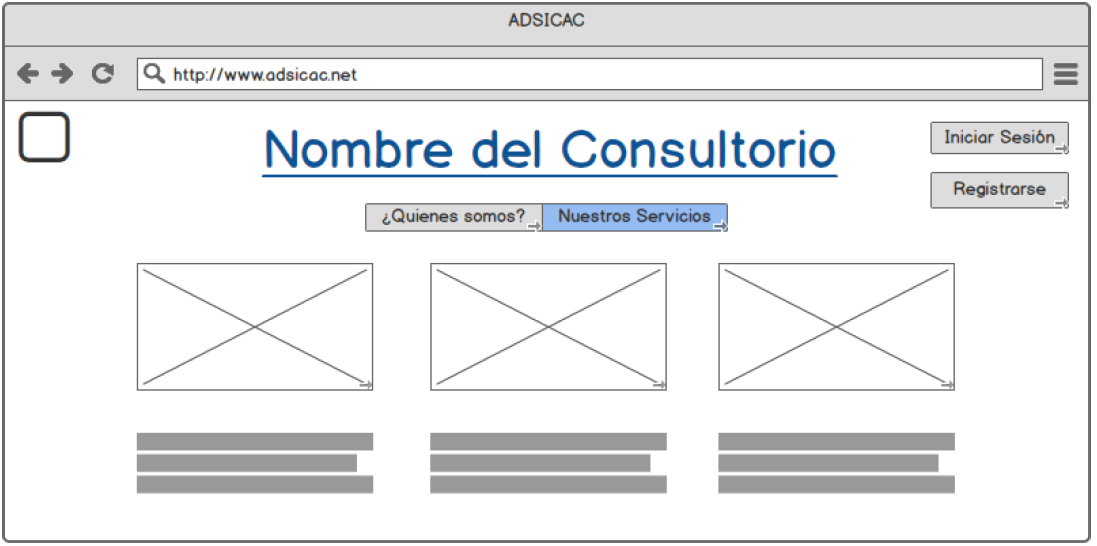 ADSICAC
http://www.adsicac.net
Nombre del Consultorio
Iniciar Sesión
Registrarse
¿Quienes somos?
Nuestros Servicios